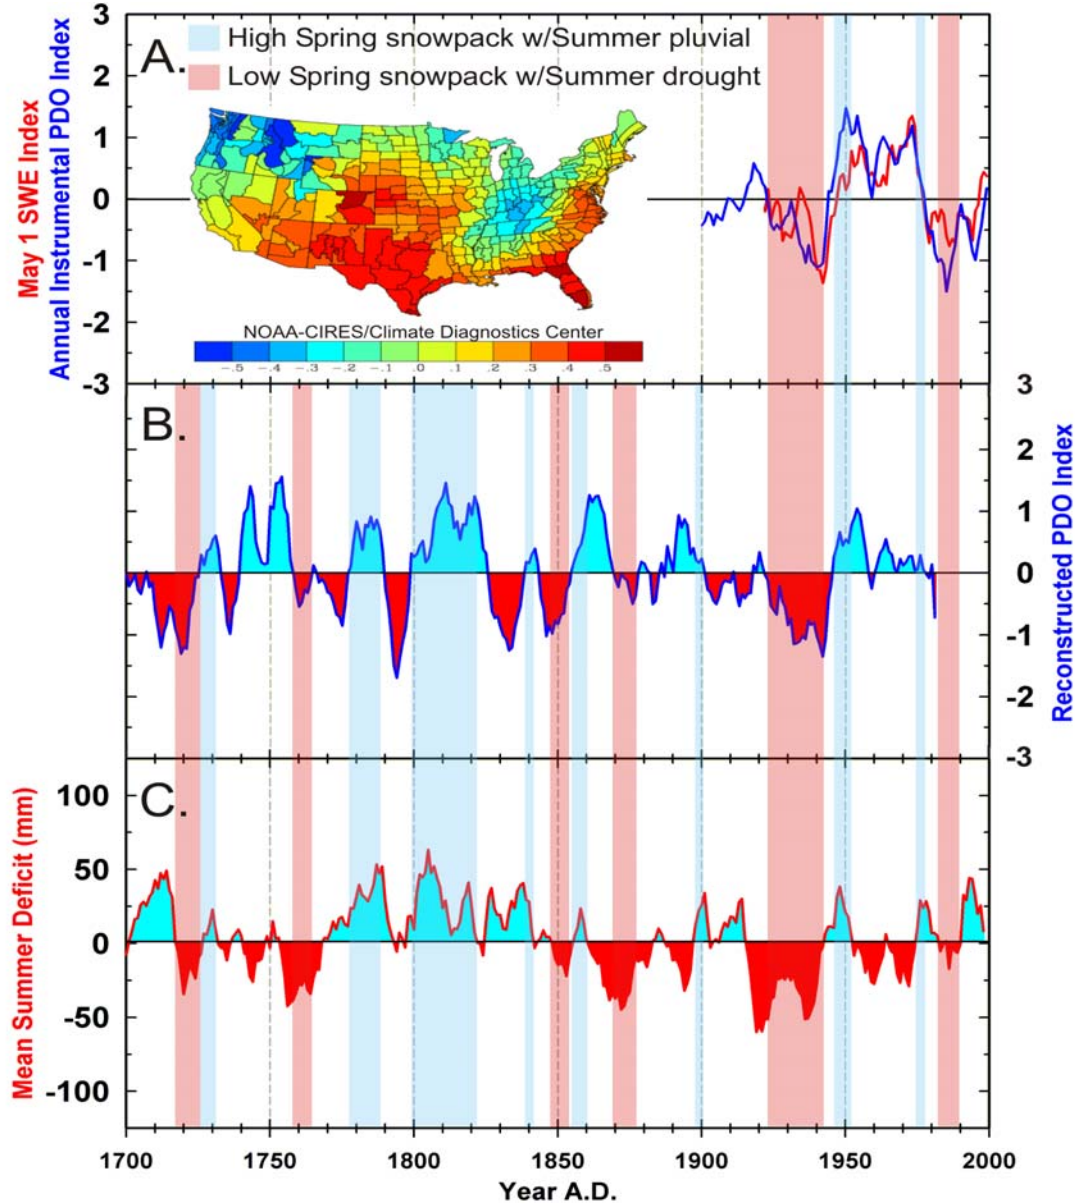 3
2
1
0
-1
-2
-3
May 1 SWE Index
Annual Instrumental PDO Index
A.
High Spring snowpack w/Summer pluvial
Low Spring snowpack w/Summer drought
NOAA-CIRES/Climate Diagnostics Center
-.5 -.4 -.3 -.2 -.1 .0 .1 .2 .3 .4 .5
B.
3
2
1
0
-1
-2
-3
Reconstructed PDO Index
C.
Mean Summer Deficit (mm)
100
50
0
-50
-100
1700 1750 1800 1850 1900 1950 2000
Year A.D.